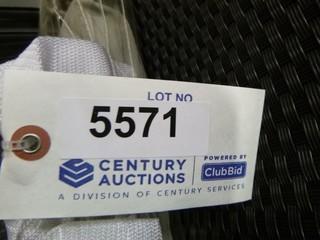 LOT NO
5571
CENTURY
AUCTIONS
POWERED BY
ClubBid
A DIVISION OF CENTURY SERVICES